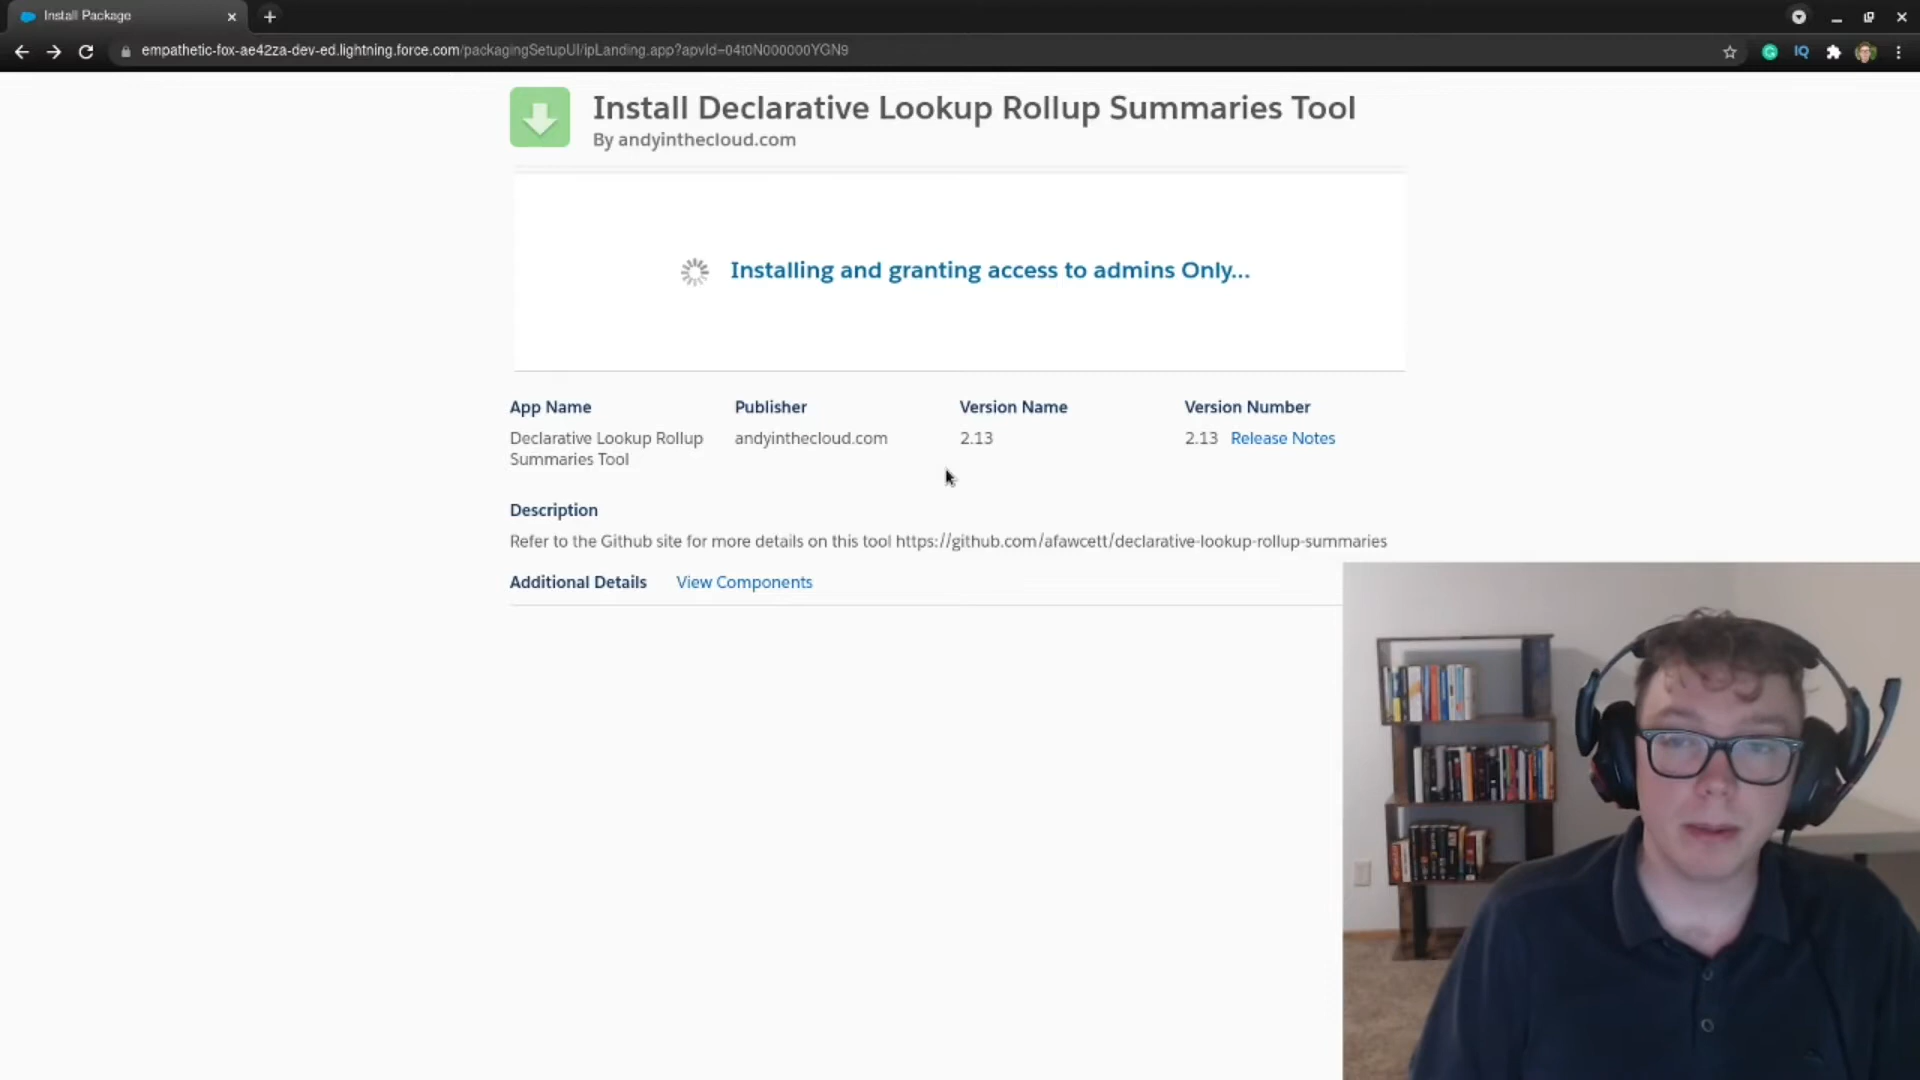 Install Package
empathetic-fox-ae42za-dev-ed.lightning.force.com/packagingSetupUI/ipLanding.app?apvId=04t0N000000YGN9
IQ
Install Declarative Lookup Rollup Summaries Tool
By andyinthecloud.com
Installing and granting access to admins Only...
App Name Publisher Version Name Version Number
Declarative Lookup Rollup andyinthecloud.com 2.13 2.13 Release Notes
Summaries Tool
Description
Refer to the Github site for more details on this tool https://github.com/afawcett/declarative-lookup-rollup-summaries
Additional Details View Components